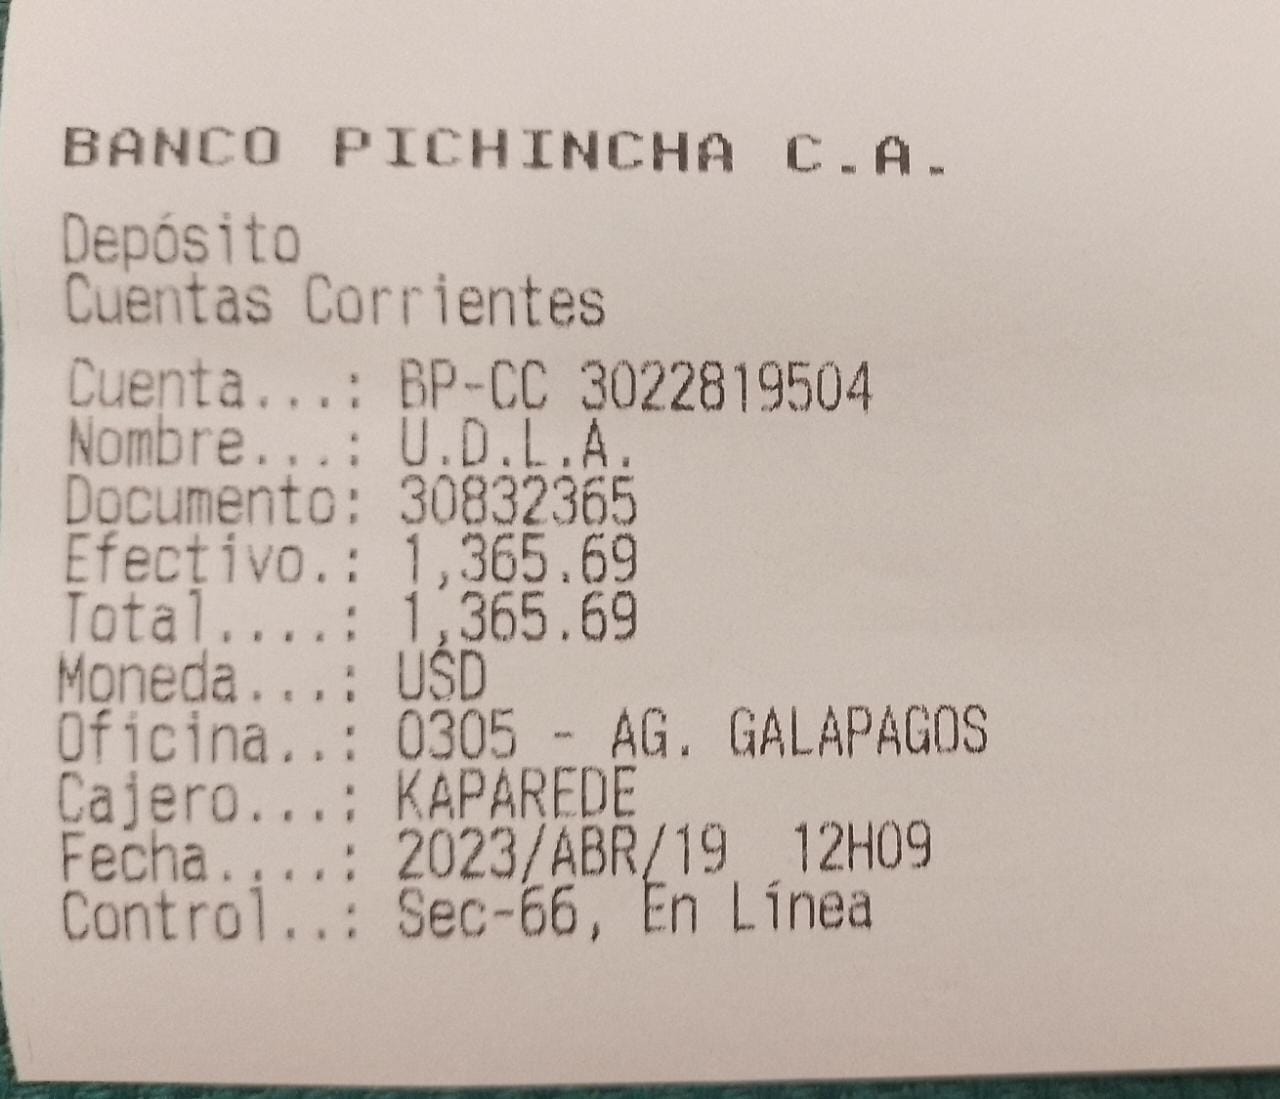 BANCO PICHINCHA C.A.
Depósito
Cuentas Corrientes
Cuenta...: BP-CC 3022819504
Nombre...: U.D.L.A.
Documento: 30832365
Efectivo.: 1,365.69
Total....: 1,365.69
Moneda...: USD
Oficina..: 0305 - AG. GALAPAGOS
Cajero...: KAPAREDE
Fecha....: 2023/ABR/19  12H09
Control..: Sec-66, En Línea